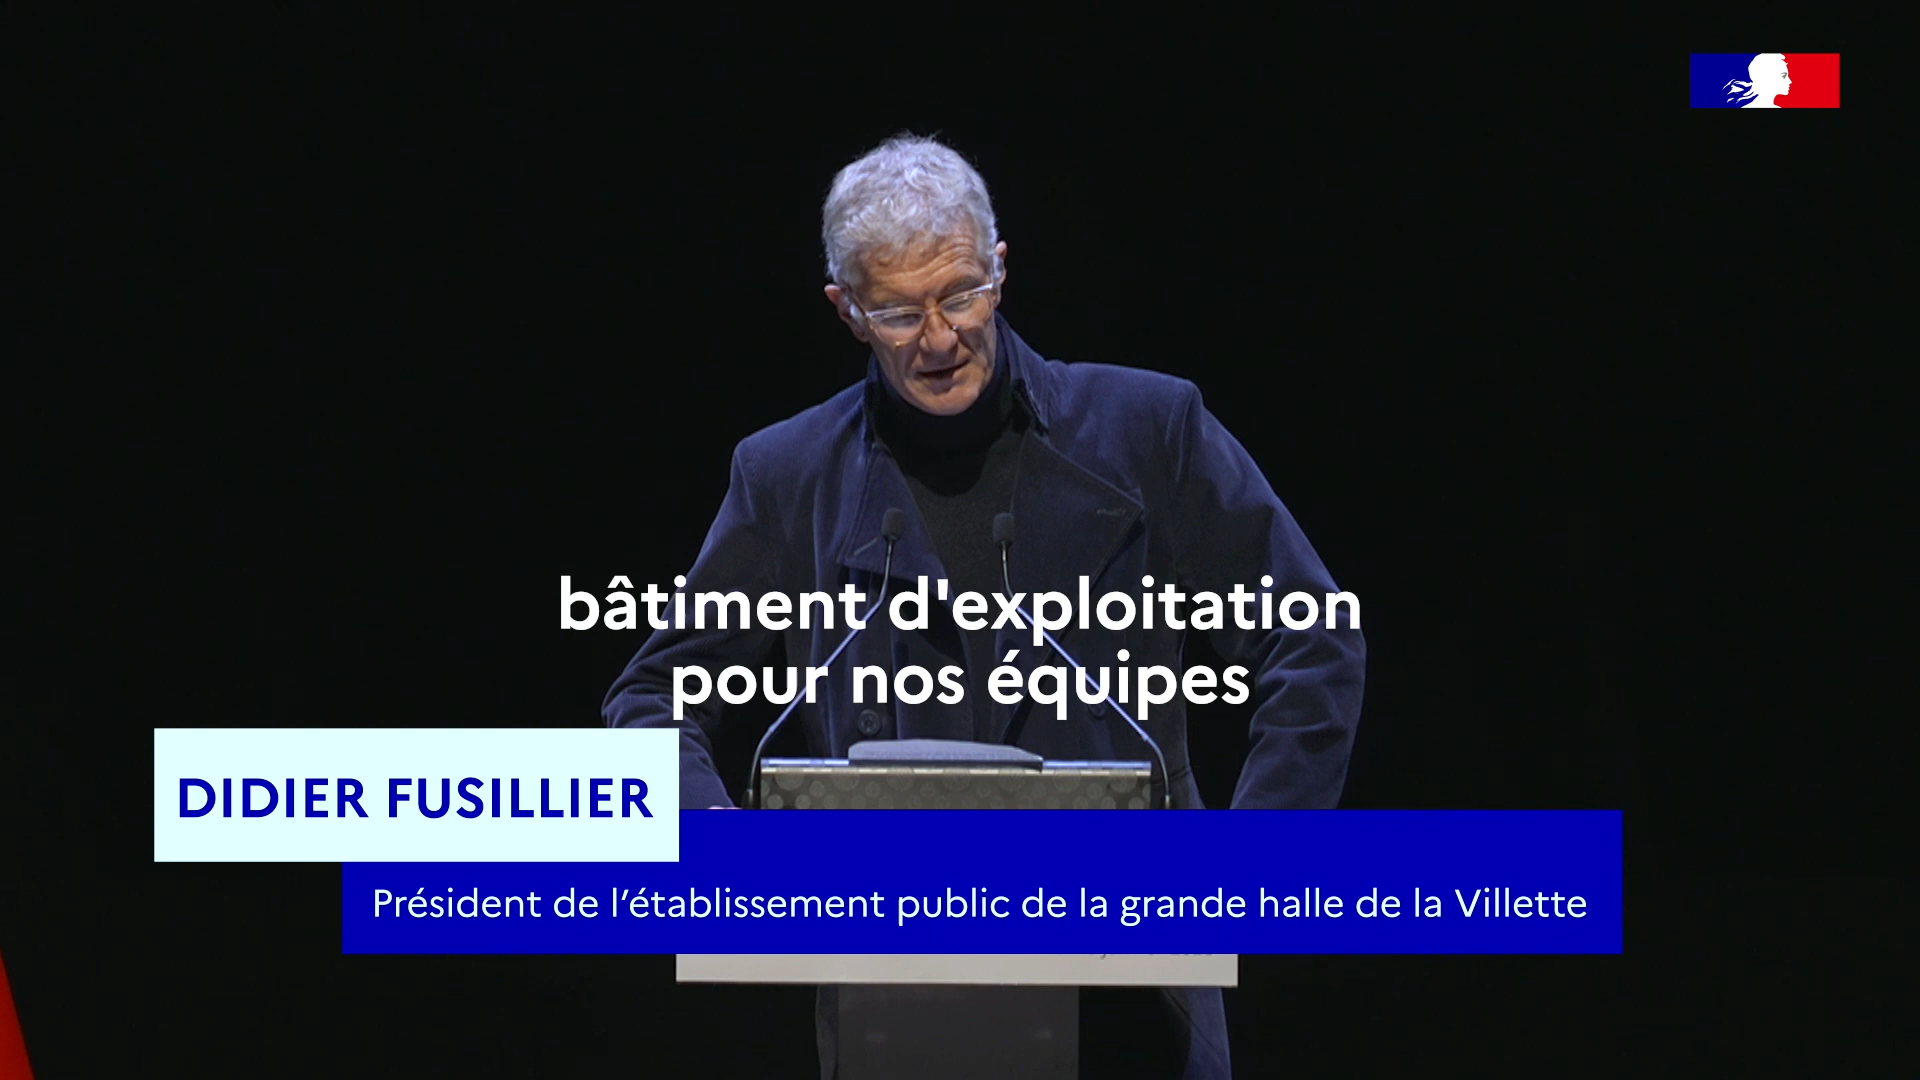 bâtiment d'exploitation
pour nos équipes
DIDIER FUSILLIER
Président de l’établissement public de la grande halle de la Villette